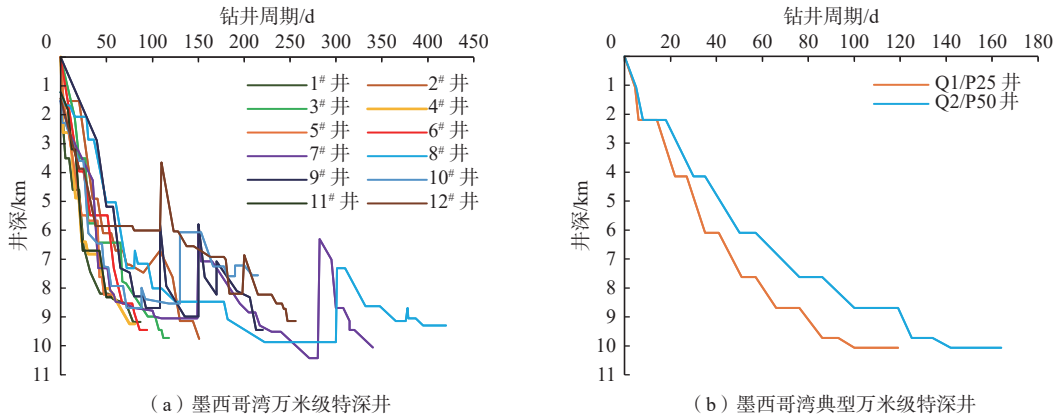 钻井周期/d
0 50 100 150 200 250 300 350 400 450
1
2
3
4
5
6
7
8
9
10
11
井深/km
1# 井 2# 井
3# 井 4# 井
5# 井 6# 井
7# 井 8# 井
9# 井 10# 井
11# 井 12# 井
(a)墨西哥湾万米级特深井
钻井周期/d
0 20 40 60 80 100 120 140 160 180
1
2
3
4
5
6
7
8
9
10
11
井深/km
Q1/P25 井
Q2/P50 井
(b)墨西哥湾典型万米级特深井